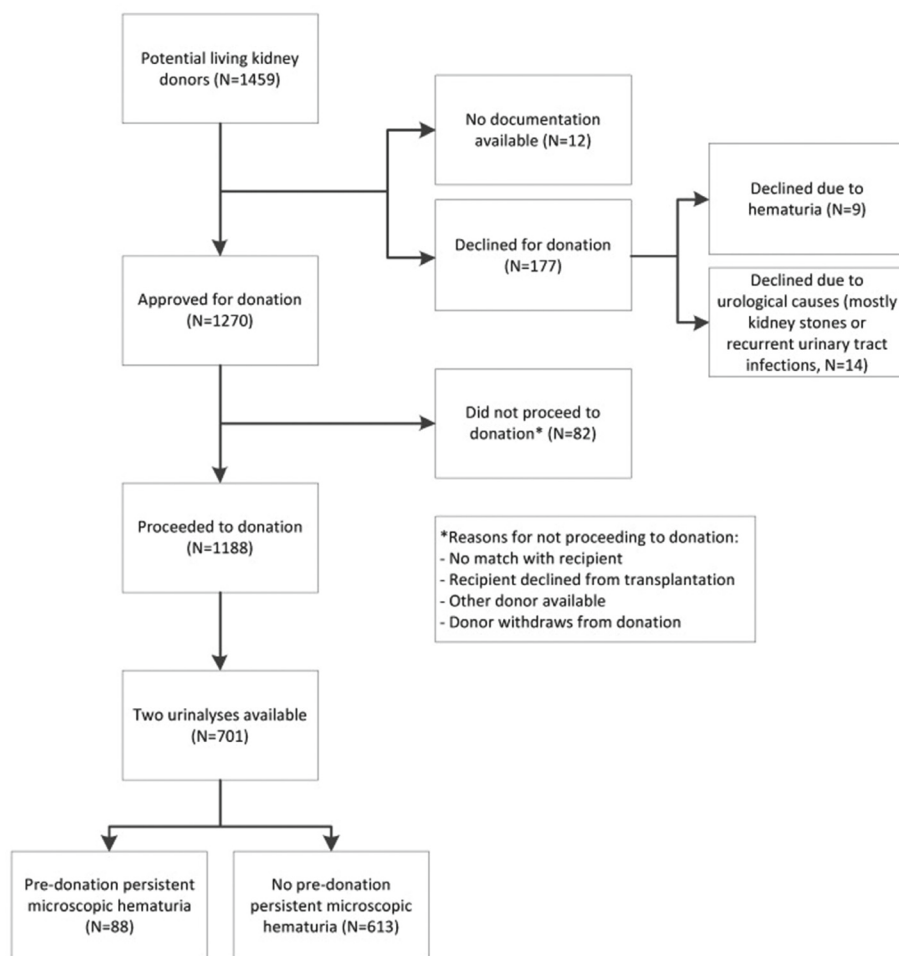 Potential living kidney
donors (N=1459)
No documentation
available (N=12)
Declined due to
hematuria (N=9)
Declined for donation
(N=177)
Declined due to
urological causes (mostly
kidney stones or
recurrent urinary tract
infections, N=14)
Approved for donation
(N=1270)
Did not proceed to
donation* (N=82)
Proceeded to donation
(N=1188)
*Reasons for not proceeding to donation:
- No match with recipient
- Recipient declined from transplantation
- Other donor available
- Donor withdraws from donation
Two urinalyses available
(N=701)
Pre-donation persistent
microscopic hematuria
(N=88)
No pre-donation
persistent microscopic
hematuria (N=613)